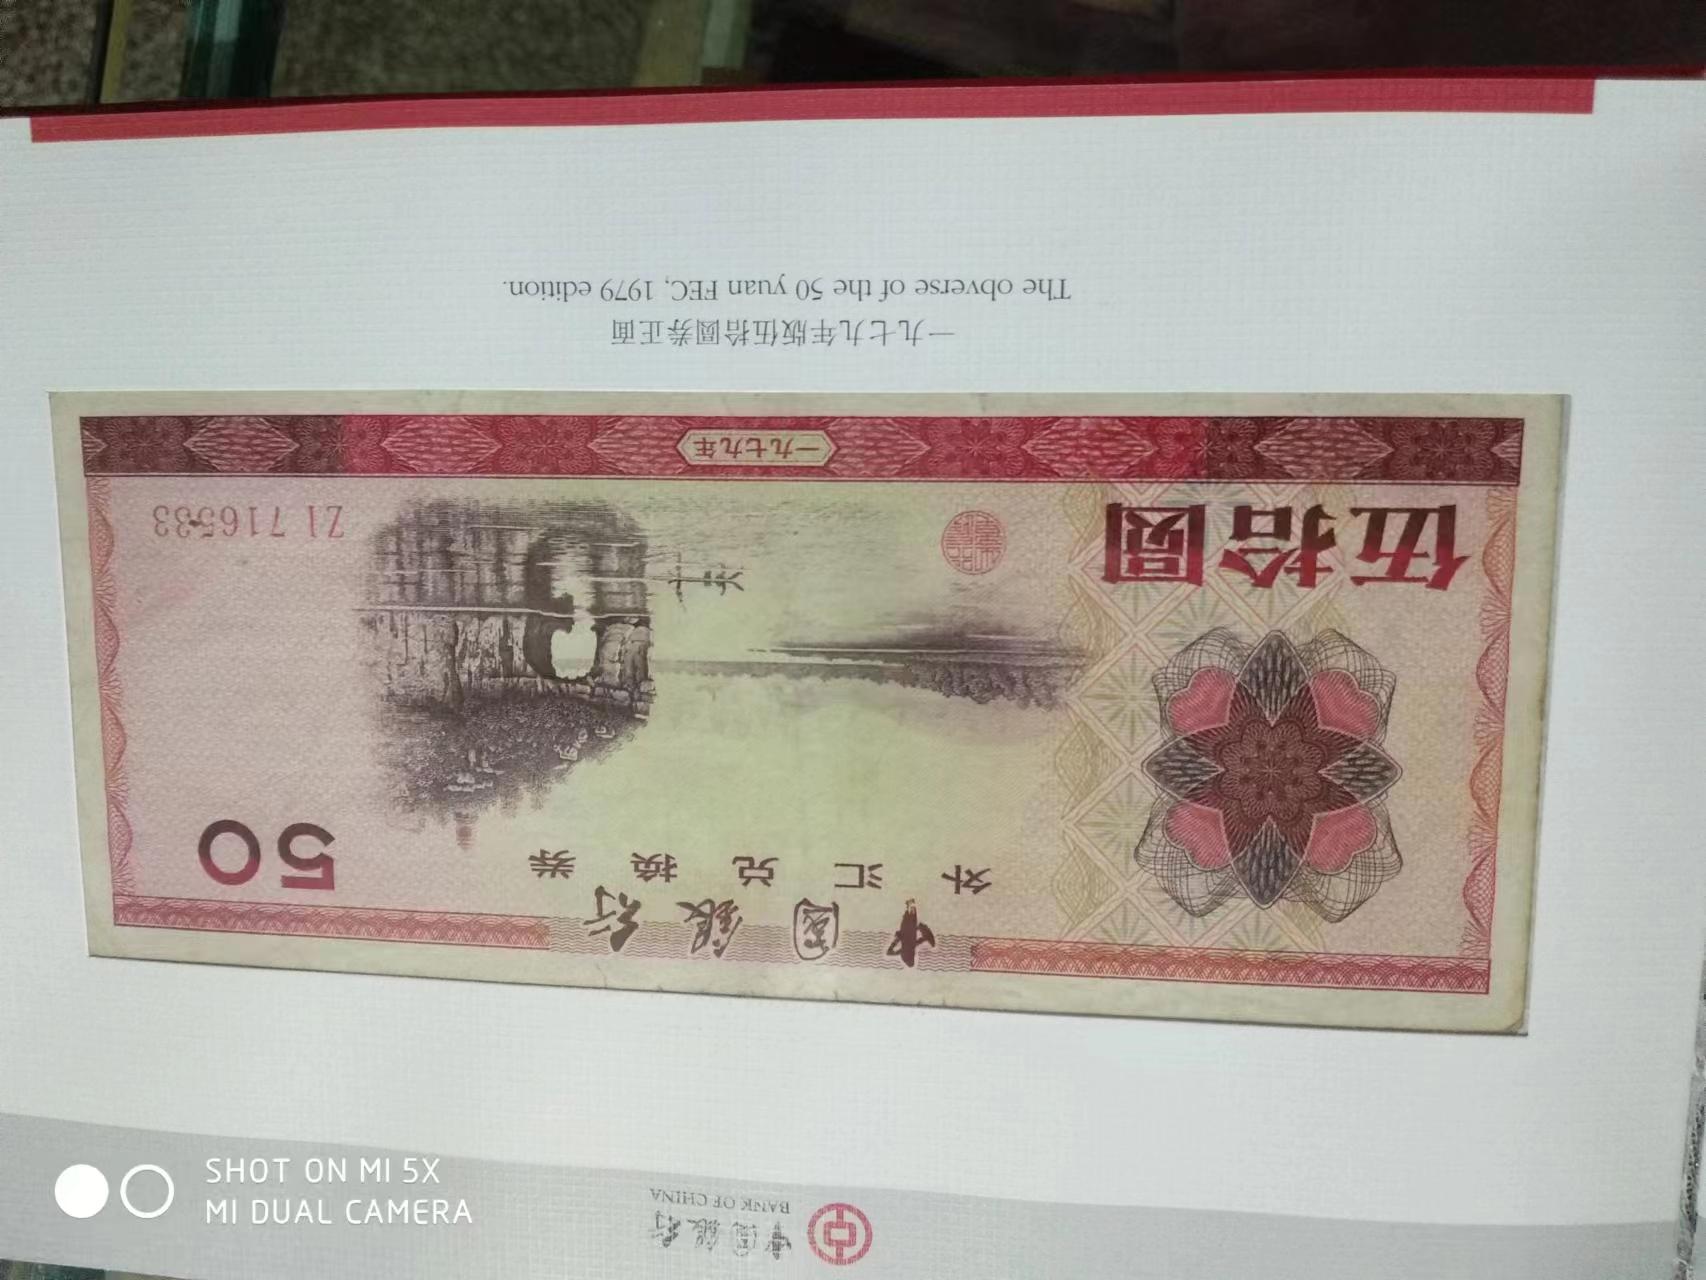 中國銀行
BANK OF CHINA
中國銀行
外汇兑换券
50
伍拾圓
ZI 716533
一九七九年
一九七九年版伍拾圆券正面
The obverse of the 50 yuan FEC, 1979 edition.
SHOT ON MI 5X
MI DUAL CAMERA